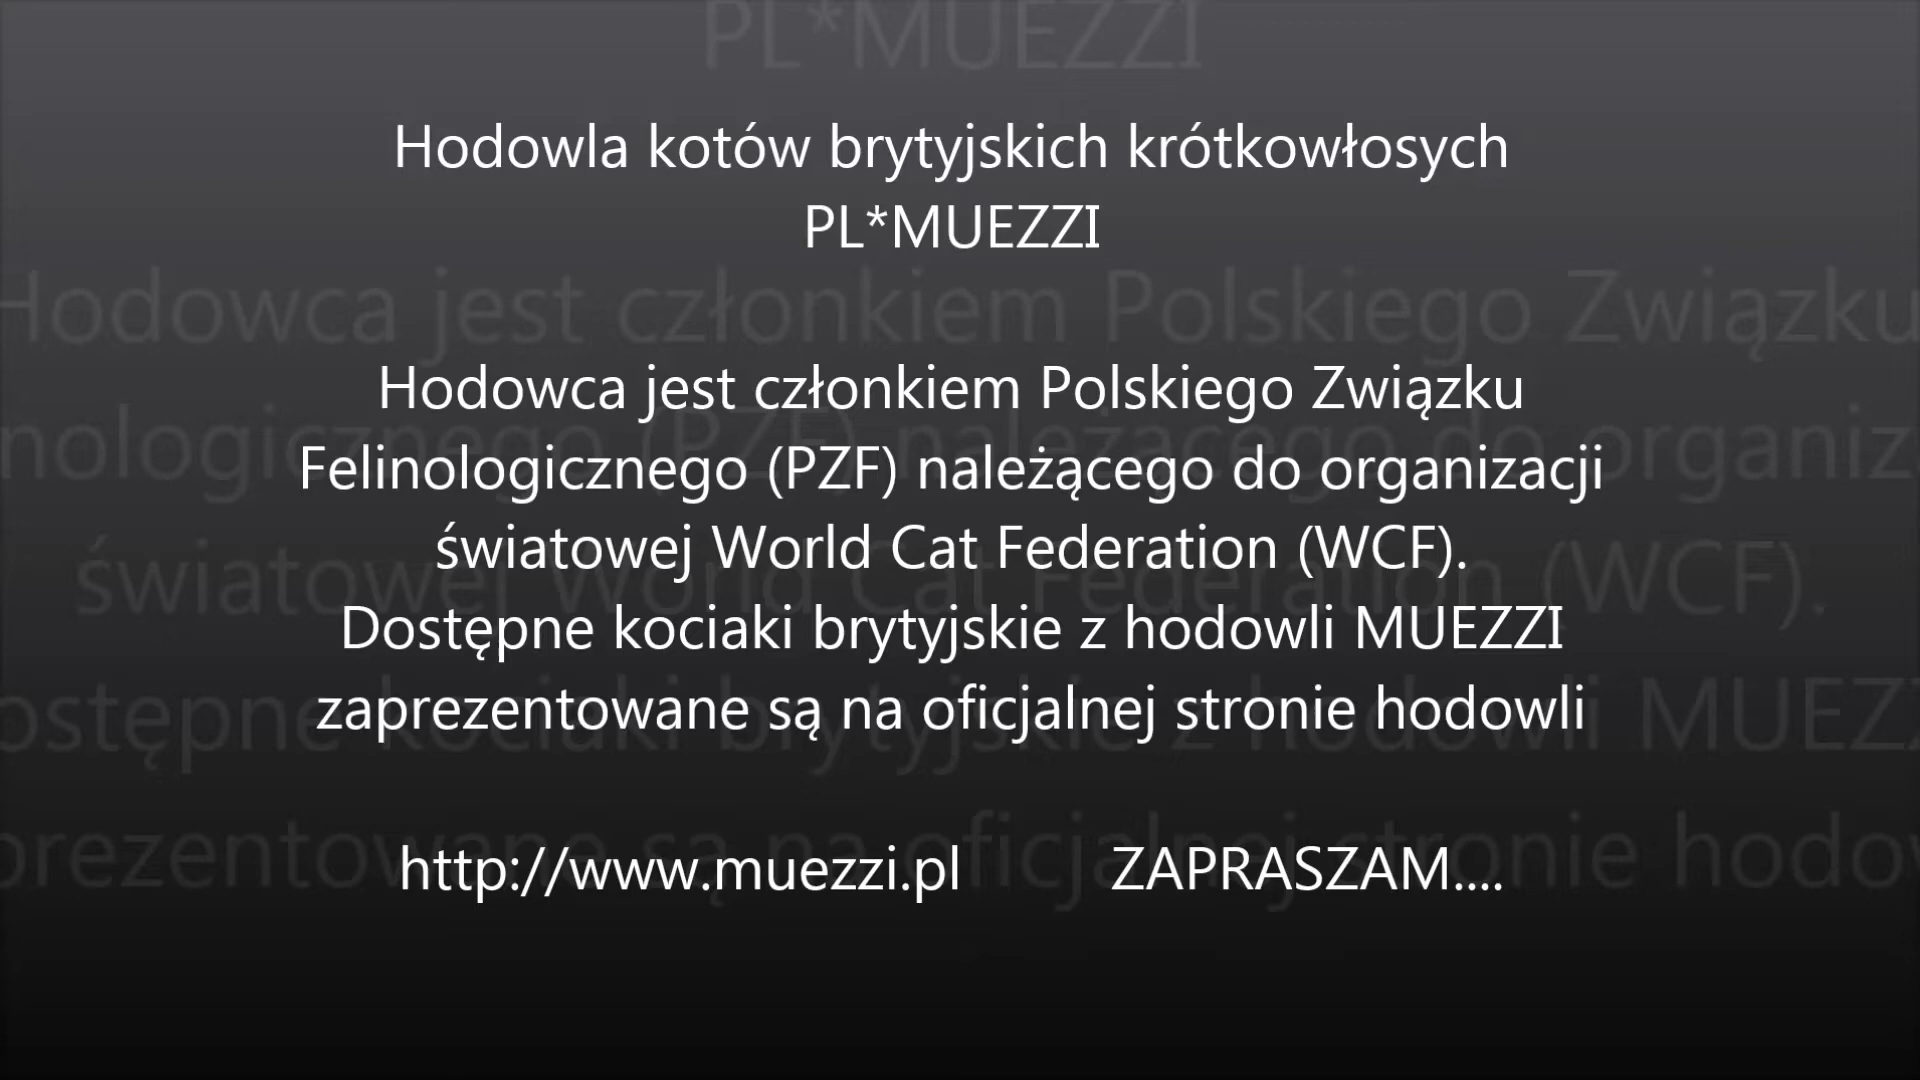 Hodowla kotów brytyjskich krótkowłosych
PL*MUEZZI
Hodowca jest członkiem Polskiego Związku
Felinologicznego (PZF) należącego do organizacji
światowej World Cat Federation (WCF).
Dostępne kociaki brytyjskie z hodowli MUEZZI
zaprezentowane są na oficjalnej stronie hodowli
http://www.muezzi.pl ZAPRASZAM....